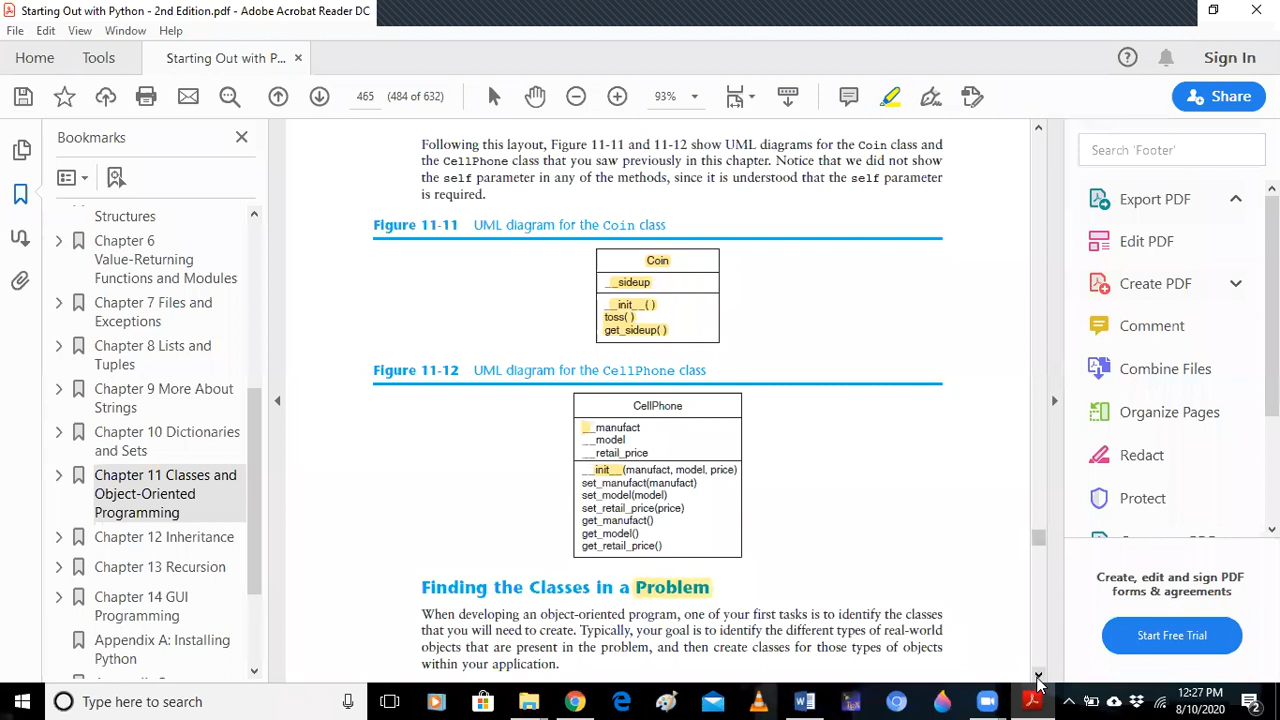 Starting Out with Python - 2nd Edition.pdf - Adobe Acrobat Reader DC
File Edit View Window Help
Home Tools Starting Out with P... × Sign In
465 (484 of 632) 93% Share
Bookmarks
Structures
Chapter 6
Value-Returning
Functions and Modules
Chapter 7 Files and
Exceptions
Chapter 8 Lists and
Tuples
Chapter 9 More About
Strings
Chapter 10 Dictionaries
and Sets
Chapter 11 Classes and
Object-Oriented
Programming
Chapter 12 Inheritance
Chapter 13 Recursion
Chapter 14 GUI
Programming
Appendix A: Installing
Python
Following this layout, Figure 11-11 and 11-12 show UML diagrams for the Coin class and
the CellPhone class that you saw previously in this chapter. Notice that we did not show
the self parameter in any of the methods, since it is understood that the self parameter
is required.
Figure 11-11 UML diagram for the Coin class
Coin
__sideup
__init__( )
toss( )
get_sideup( )
Figure 11-12 UML diagram for the CellPhone class
CellPhone
__manufact
__model
__retail_price
__init__(manufact, model, price)
set_manufact(manufact)
set_model(model)
set_retail_price(price)
get_manufact()
get_model()
get_retail_price()
Finding the Classes in a Problem
When developing an object-oriented program, one of your first tasks is to identify the classes
that you will need to create. Typically, your goal is to identify the different types of real-world
objects that are present in the problem, and then create classes for those types of objects
within your application.
Search 'Footer'
Export PDF
Edit PDF
Create PDF
Comment
Combine Files
Organize Pages
Redact
Protect
Create, edit and sign PDF
forms & agreements
Start Free Trial
Type here to search
12:27 PM
8/10/2020
2